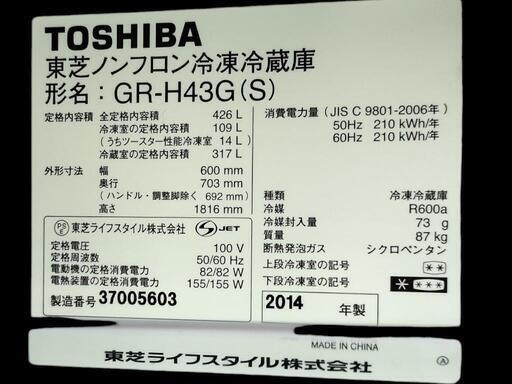 TOSHIBA
東芝ノンフロン冷凍冷蔵庫
形名：GR-H43G(S)
定格内容積 全定格内容積 426 L
冷凍室の定格内容積 109 L
(うちツースター性能冷凍室 14 L)
冷蔵室の定格内容積 317 L
外形寸法 幅 600 mm
奥行 703 mm
(ハンドル・調整脚除く 692 mm)
高さ 1816 mm
消費電力量 (JIS C 9801-2006年)
50Hz 210 kWh/年
60Hz 210 kWh/年
種類 冷凍冷蔵庫
冷媒 R600a
冷媒封入量 73 g
質量 87 kg
断熱発泡ガス シクロペンタン
上段冷凍室の記号 **
下段冷凍室の記号 ****
PSE 東芝ライフスタイル株式会社 S JET
定格電圧 100 V
定格周波数 50/60 Hz
電動機の定格消費電力 82/82 W
電熱装置の定格消費電力 155/155 W
製造番号 37005603
2014 年製
MADE IN CHINA
東芝ライフスタイル株式会社 Ⓐ